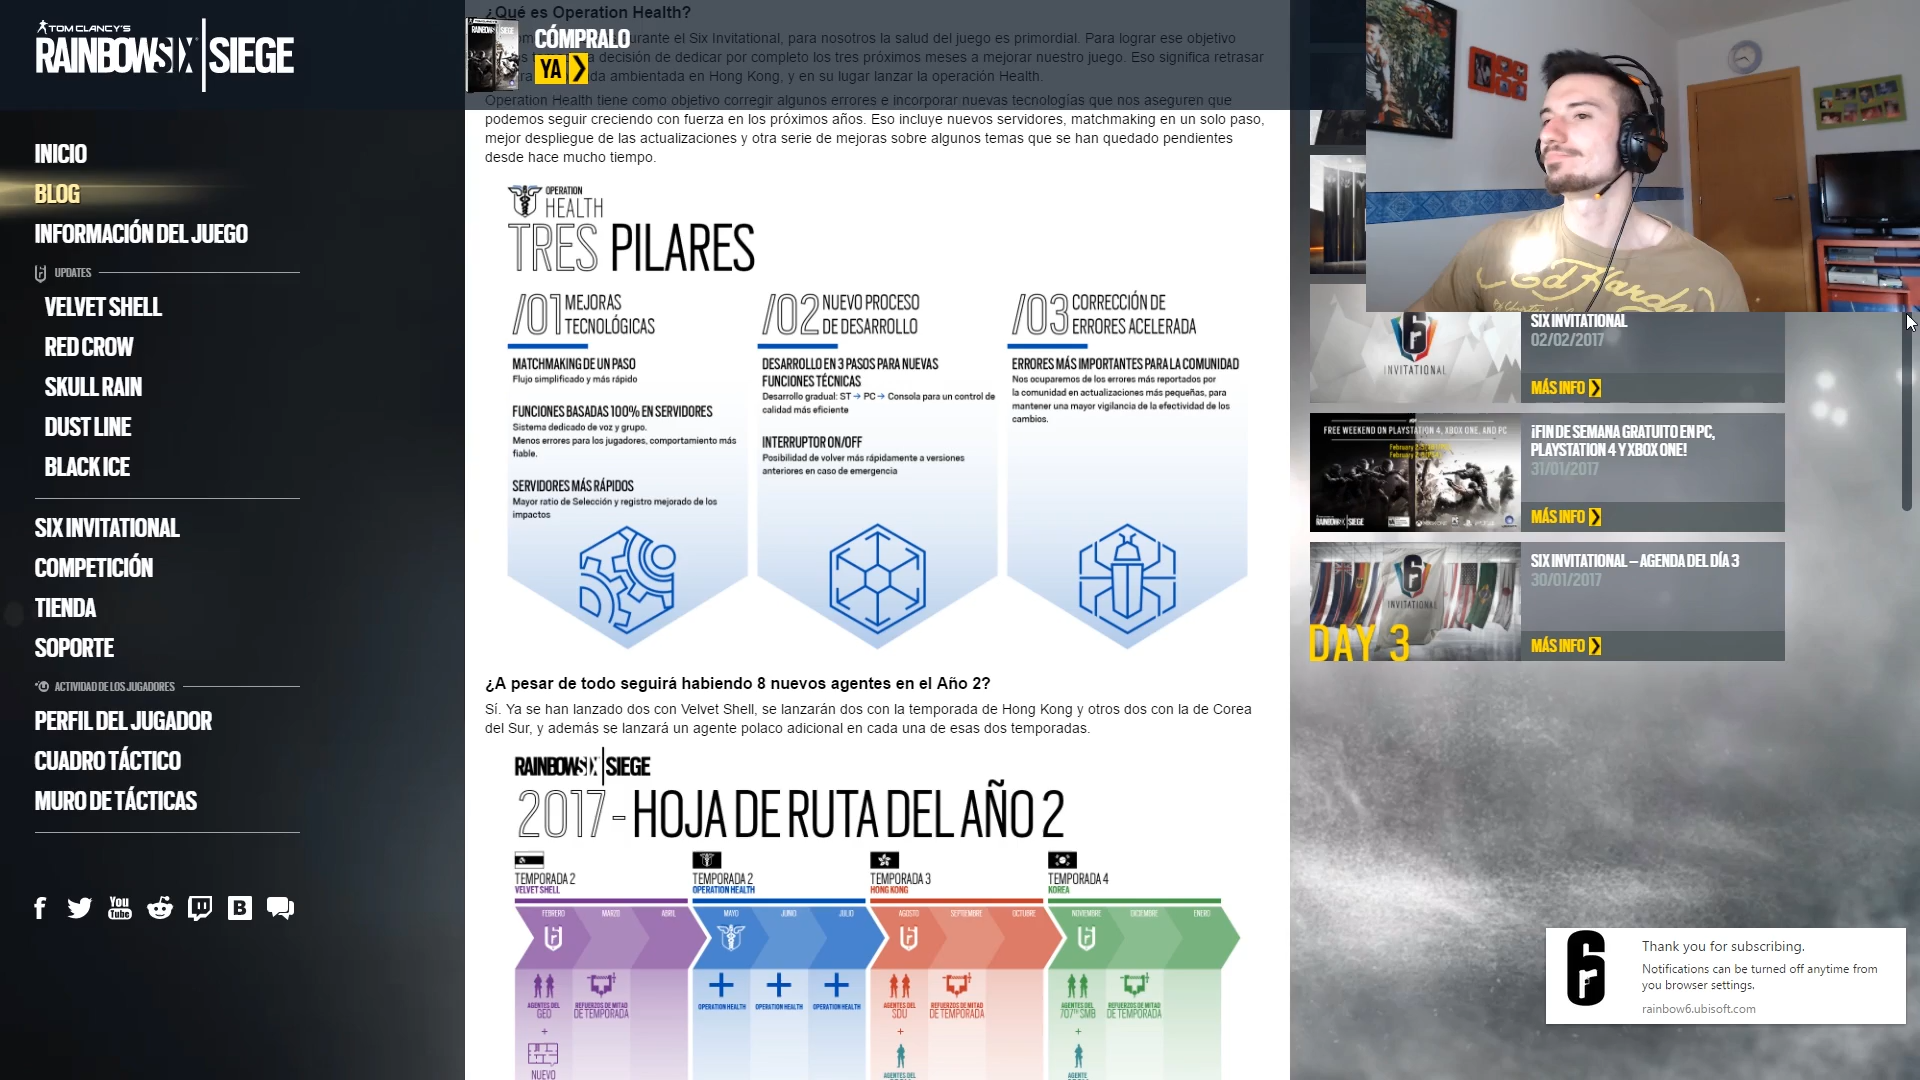 TOM CLANCY'S
RAINBOWSIX SIEGE
INICIO
BLOG
INFORMACIÓN DEL JUEGO
UPDATES
VELVET SHELL
RED CROW
SKULL RAIN
DUST LINE
BLACK ICE
SIX INVITATIONAL
COMPETICIÓN
TIENDA
SOPORTE
ACTIVIDAD DE LOS JUGADORES
PERFIL DEL JUGADOR
CUADRO TÁCTICO
MURO DE TÁCTICAS
You
Tube
CÓMPRALO
YA
¿Qué es Operation Health?
urante el Six Invitational, para nosotros la salud del juego es primordial. Para lograr ese objetivo
a decisión de dedicar por completo los tres próximos meses a mejorar nuestro juego. Eso significa retrasar
da ambientada en Hong Kong, y en su lugar lanzar la operación Health.
Operation Health tiene como objetivo corregir algunos errores e incorporar nuevas tecnologías que nos aseguren que
podemos seguir creciendo con fuerza en los próximos años. Eso incluye nuevos servidores, matchmaking en un solo paso,
mejor despliegue de las actualizaciones y otra serie de mejoras sobre algunos temas que se han quedado pendientes
desde hace mucho tiempo.
OPERATION
HEALTH
TRES PILARES
/01 MEJORAS
TECNOLÓGICAS
MATCHMAKING DE UN PASO
Flujo simplificado y más rápido
FUNCIONES BASADAS 100% EN SERVIDORES
Sistema dedicado de voz y grupo.
Menos errores para los jugadores, comportamiento más
fiable.
SERVIDORES MÁS RÁPIDOS
Mayor ratio de Selección y registro mejorado de los
impactos
/02 NUEVO PROCESO
DE DESARROLLO
DESARROLLO EN 3 PASOS PARA NUEVAS
FUNCIONES TÉCNICAS
Desarrollo gradual: ST → PC → Consola para un control de
calidad más eficiente
INTERRUPTOR ON/OFF
Posibilidad de volver más rápidamente a versiones
anteriores en caso de emergencia
/03 CORRECCIÓN DE
ERRORES ACELERADA
ERRORES MÁS IMPORTANTES PARA LA COMUNIDAD
Nos ocuparemos de los errores más reportados por
la comunidad en actualizaciones más pequeñas, para
mantener una mayor vigilancia de la efectividad de los
cambios.
¿A pesar de todo seguirá habiendo 8 nuevos agentes en el Año 2?
Sí. Ya se han lanzado dos con Velvet Shell, se lanzarán dos con la temporada de Hong Kong y otros dos con la de Corea
del Sur, y además se lanzará un agente polaco adicional en cada una de esas dos temporadas.
RAINBOWSIX SIEGE
2017 - HOJA DE RUTA DEL AÑO 2
TEMPORADA 2
VELVET SHELL
TEMPORADA 2
OPERATION HEALTH
TEMPORADA 3
HONG KONG
TEMPORADA 4
KOREA
FEBRERO MARZO ABRIL MAYO JUNIO JULIO AGOSTO SEPTIEMBRE OCTUBRE NOVIEMBRE DICIEMBRE ENERO
AGENTES DEL
GEO
+
NUEVO
REFUERZOS DE MITAD
DE TEMPORADA
OPERATION HEALTH
OPERATION HEALTH
OPERATION HEALTH
AGENTES DEL
SDU
+
AGENTES DEL
REFUERZOS DE MITAD
DE TEMPORADA
AGENTES DEL
707TH SMB
+
AGENTE
REFUERZOS DE MITAD
DE TEMPORADA
Ed Hardy
INVITATIONAL
SIX INVITATIONAL
02/02/2017
MÁS INFO
FREE WEEKEND ON PLAYSTATION 4, XBOX ONE, AND PC
¡FIN DE SEMANA GRATUITO EN PC,
PLAYSTATION 4 Y XBOX ONE!
31/01/2017
MÁS INFO
INVITATIONAL
DAY 3
SIX INVITATIONAL – AGENDA DEL DÍA 3
30/01/2017
MÁS INFO
Thank you for subscribing.
Notifications can be turned off anytime from
you browser settings.
rainbow6.ubisoft.com